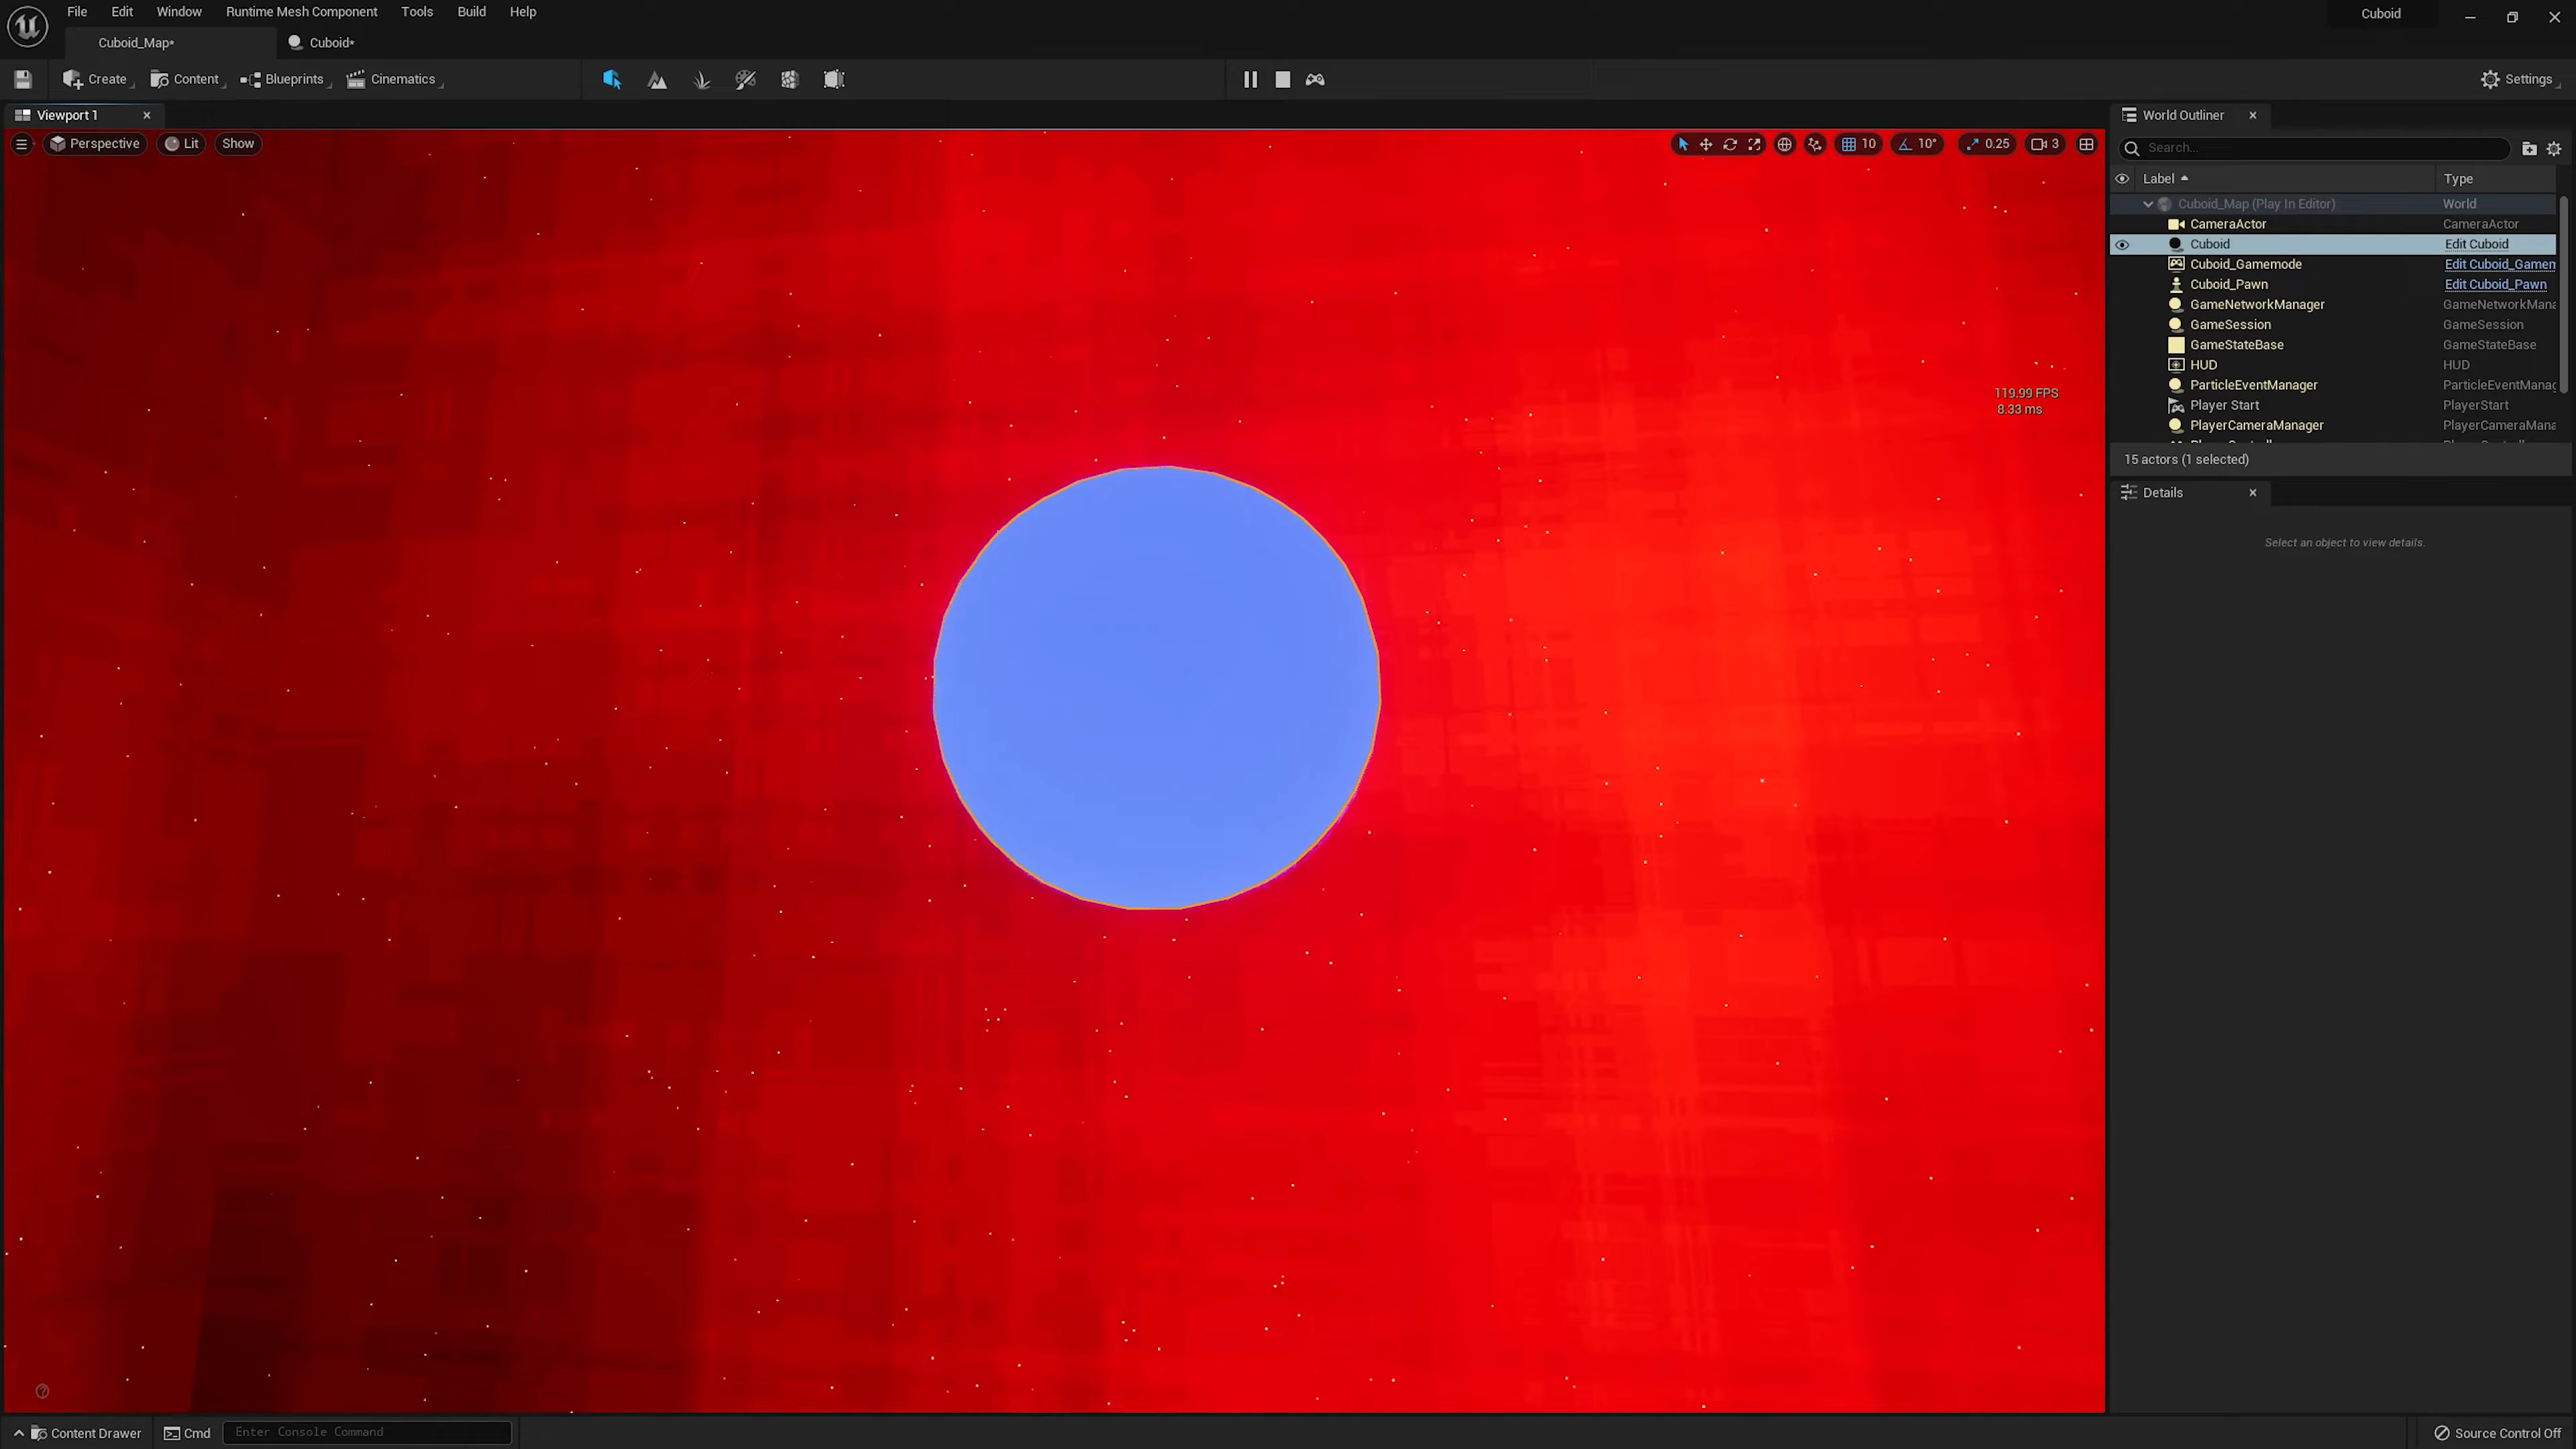 File Edit Window Runtime Mesh Component Tools Build Help
Cuboid
Cuboid_Map*
Cuboid*
Create Content Blueprints Cinematics
Settings
Viewport 1
World Outliner
Perspective Lit Show
10 10° 0.25 3
Search...
Label Type
Cuboid_Map (Play In Editor) World
CameraActor CameraActor
Cuboid Edit Cuboid
Cuboid_Gamemode Edit Cuboid_Gamem
Cuboid_Pawn Edit Cuboid_Pawn
GameNetworkManager GameNetworkMana
GameSession GameSession
GameStateBase GameStateBase
HUD HUD
ParticleEventManager ParticleEventManag
Player Start PlayerStart
PlayerCameraManager PlayerCameraMana
119.99 FPS
8.33 ms
15 actors (1 selected)
Details
Select an object to view details.
Content Drawer Cmd Enter Console Command
Source Control Off